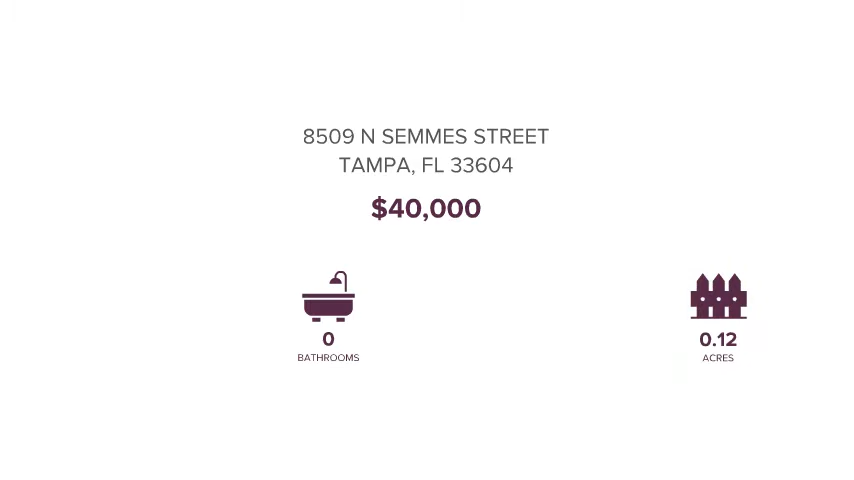 8509 N SEMMES STREET
TAMPA, FL 33604
$40,000
0
BATHROOMS
0.12
ACRES